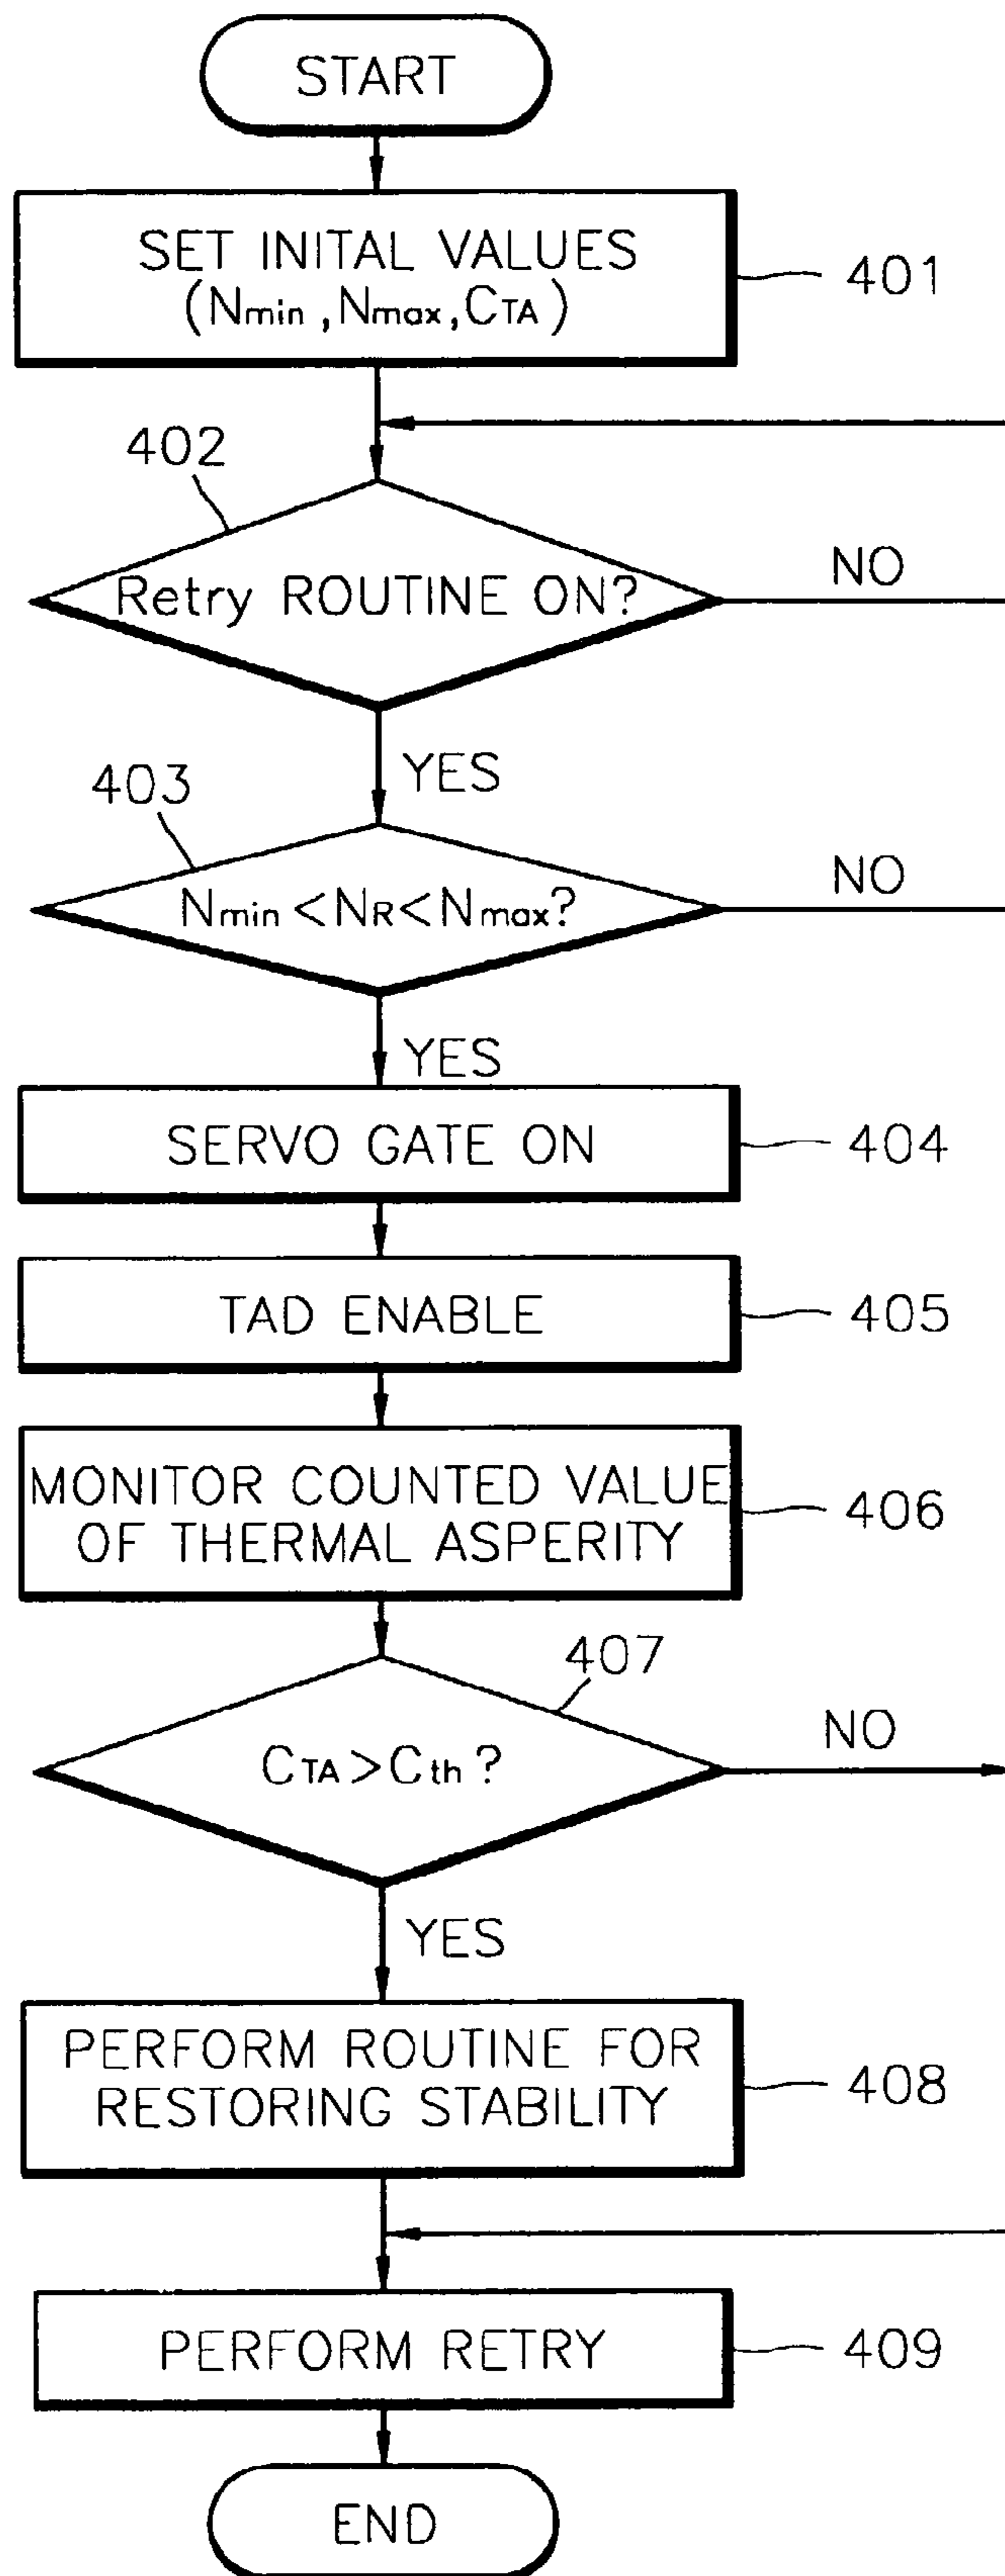 START
SET INITAL VALUES
(Nmin,Nmax,CTA)
401
402
Retry ROUTINE ON?
NO
YES
403
Nmin<NR<Nmax?
NO
YES
SERVO GATE ON
404
TAD ENABLE
405
MONITOR COUNTED VALUE
OF THERMAL ASPERITY
406
407
CTA>Cth?
NO
YES
PERFORM ROUTINE FOR
RESTORING STABILITY
408
PERFORM RETRY
409
END